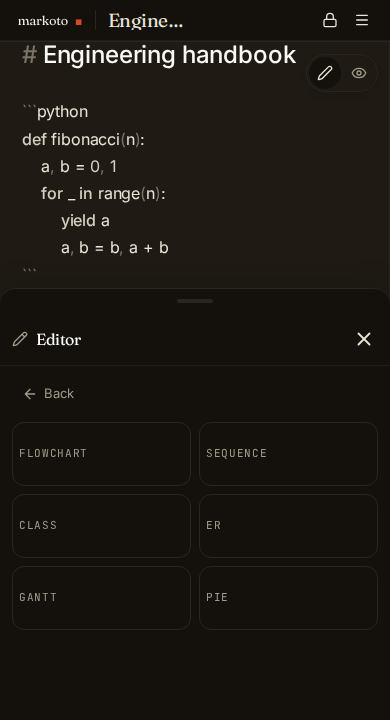 markoto
Engine...
# Engineering handbook
```python
def fibonacci(n):
    a, b = 0, 1
    for _ in range(n):
        yield a
        a, b = b, a + b
```
Editor
Back
FLOWCHART
SEQUENCE
CLASS
ER
GANTT
PIE